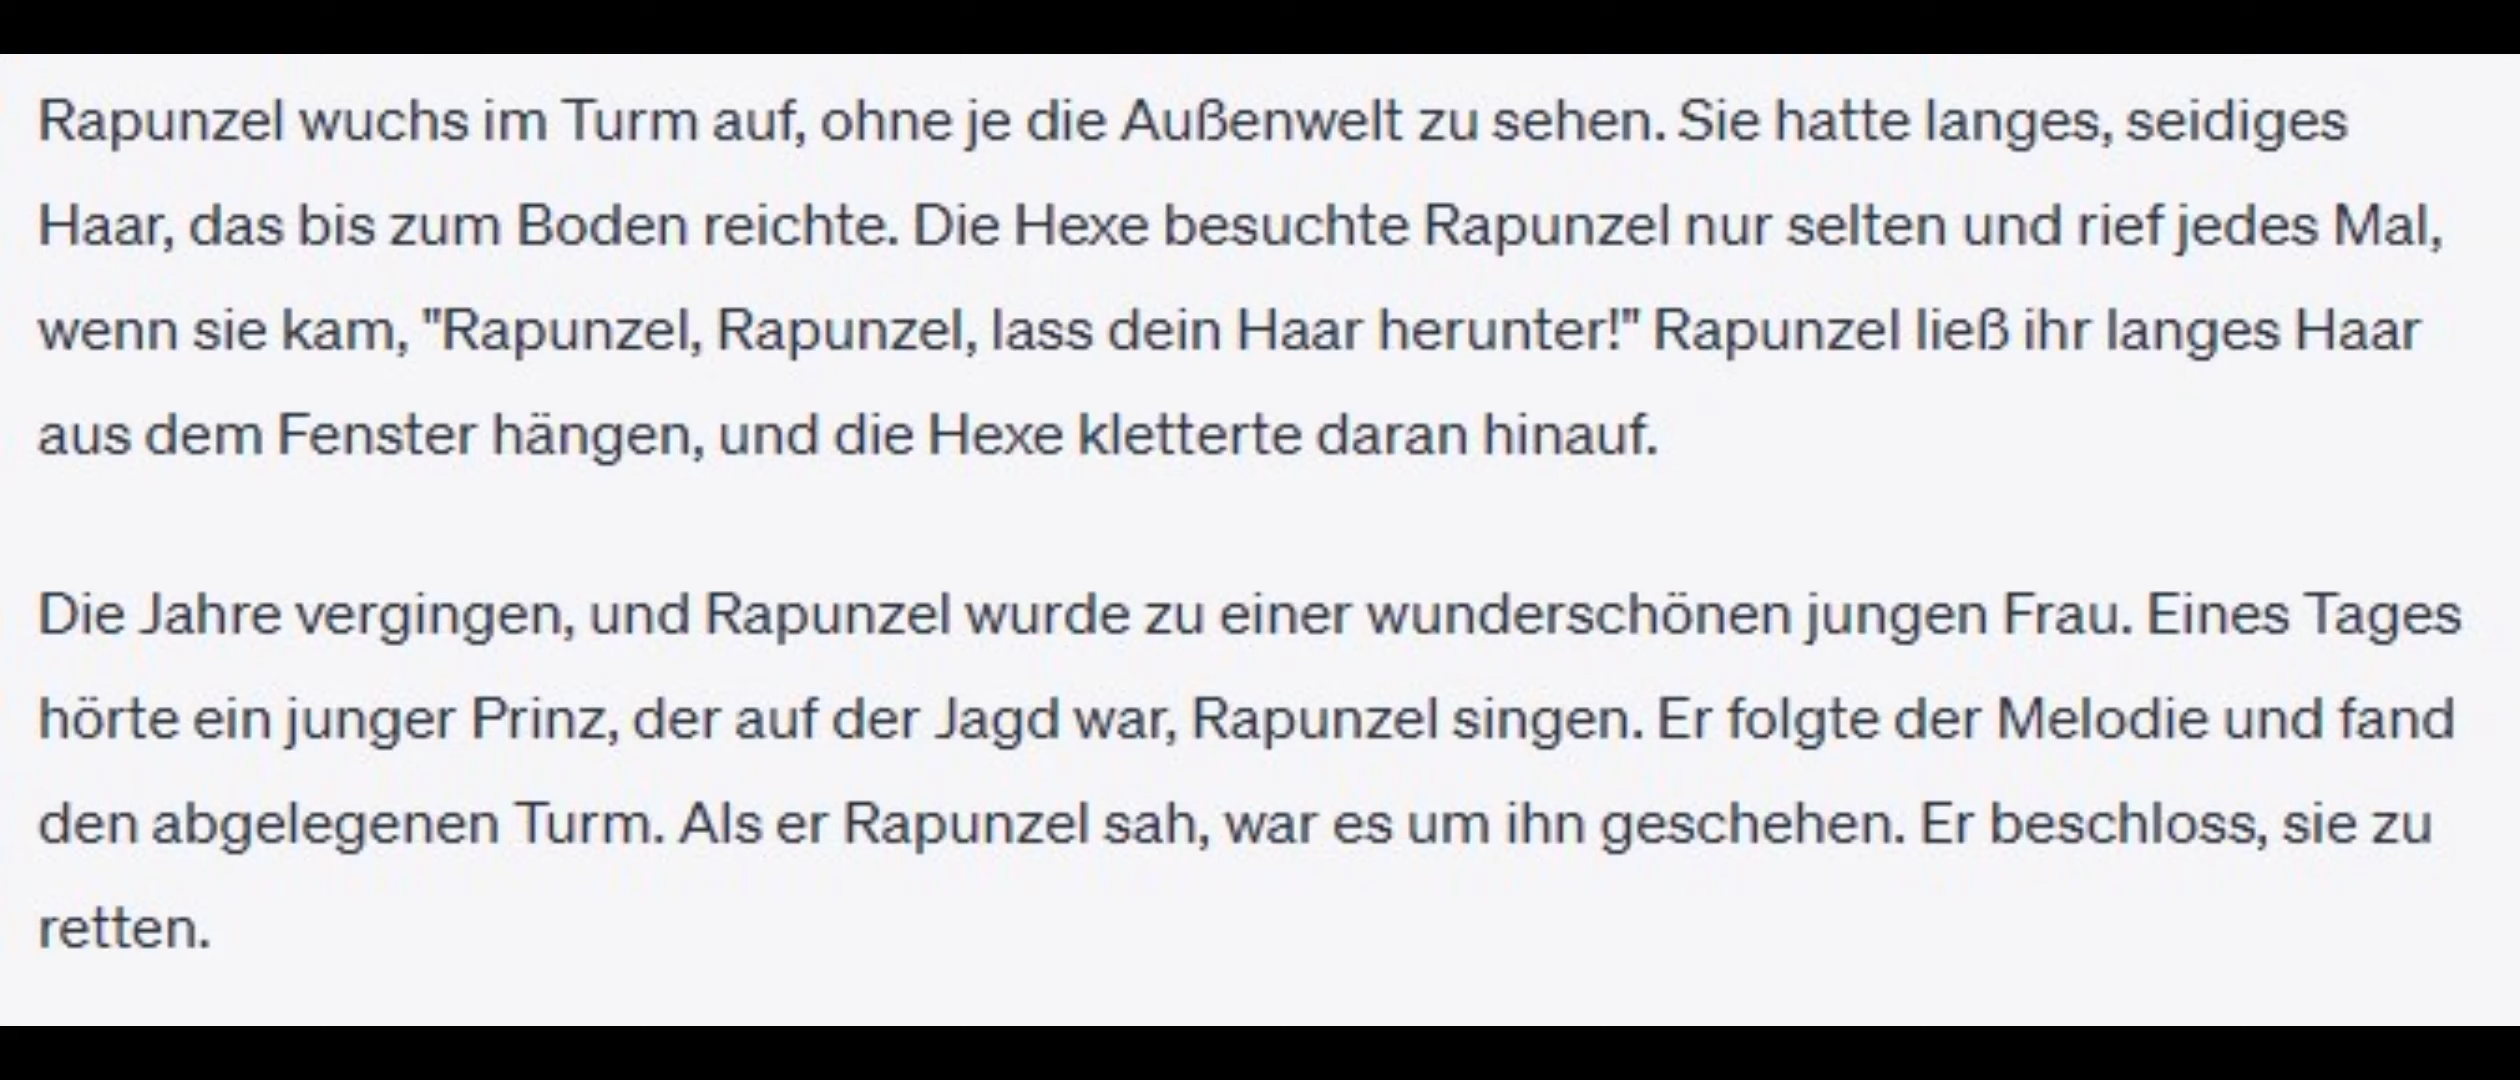 Rapunzel wuchs im Turm auf, ohne je die Außenwelt zu sehen. Sie hatte langes, seidiges
Haar, das bis zum Boden reichte. Die Hexe besuchte Rapunzel nur selten und rief jedes Mal,
wenn sie kam, "Rapunzel, Rapunzel, lass dein Haar herunter!" Rapunzel ließ ihr langes Haar
aus dem Fenster hängen, und die Hexe kletterte daran hinauf.
Die Jahre vergingen, und Rapunzel wurde zu einer wunderschönen jungen Frau. Eines Tages
hörte ein junger Prinz, der auf der Jagd war, Rapunzel singen. Er folgte der Melodie und fand
den abgelegenen Turm. Als er Rapunzel sah, war es um ihn geschehen. Er beschloss, sie zu
retten.